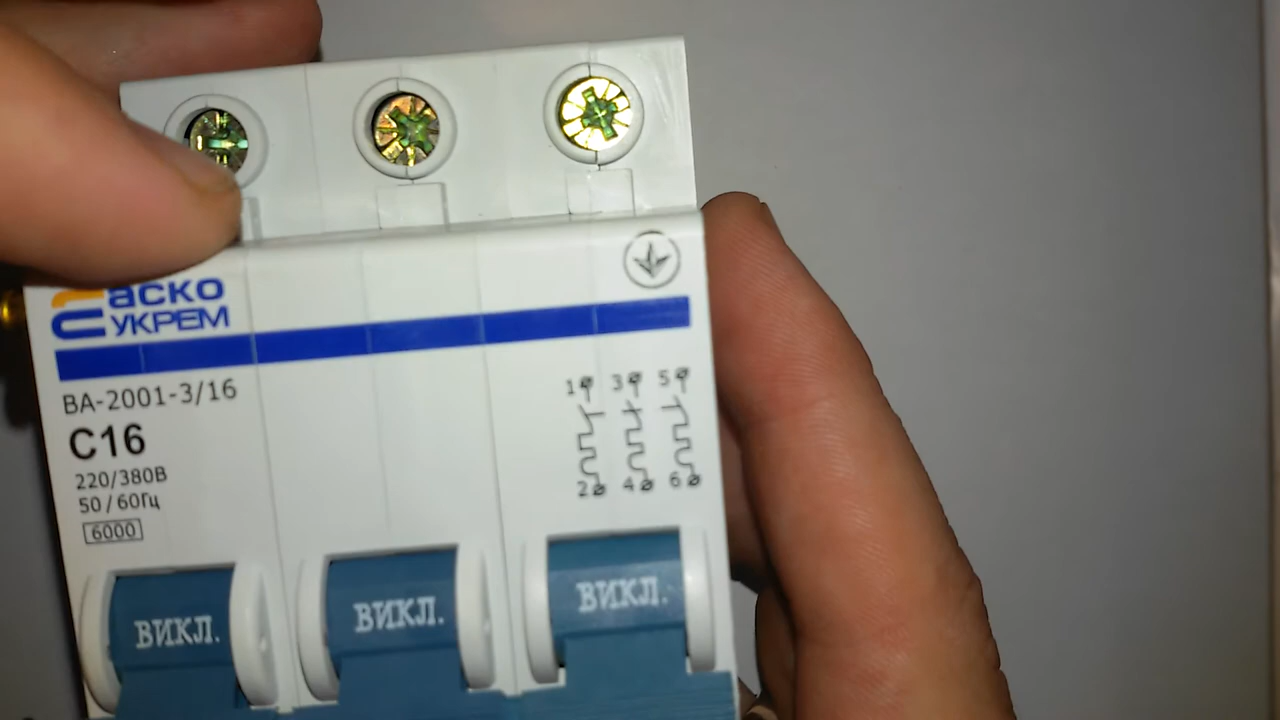 аско
УКРЕМ
ВА-2001-3/16
C16
220/380В
50/60Гц
6000
1 3 5
2 4 6
ВИКЛ. ВИКЛ. ВИКЛ.